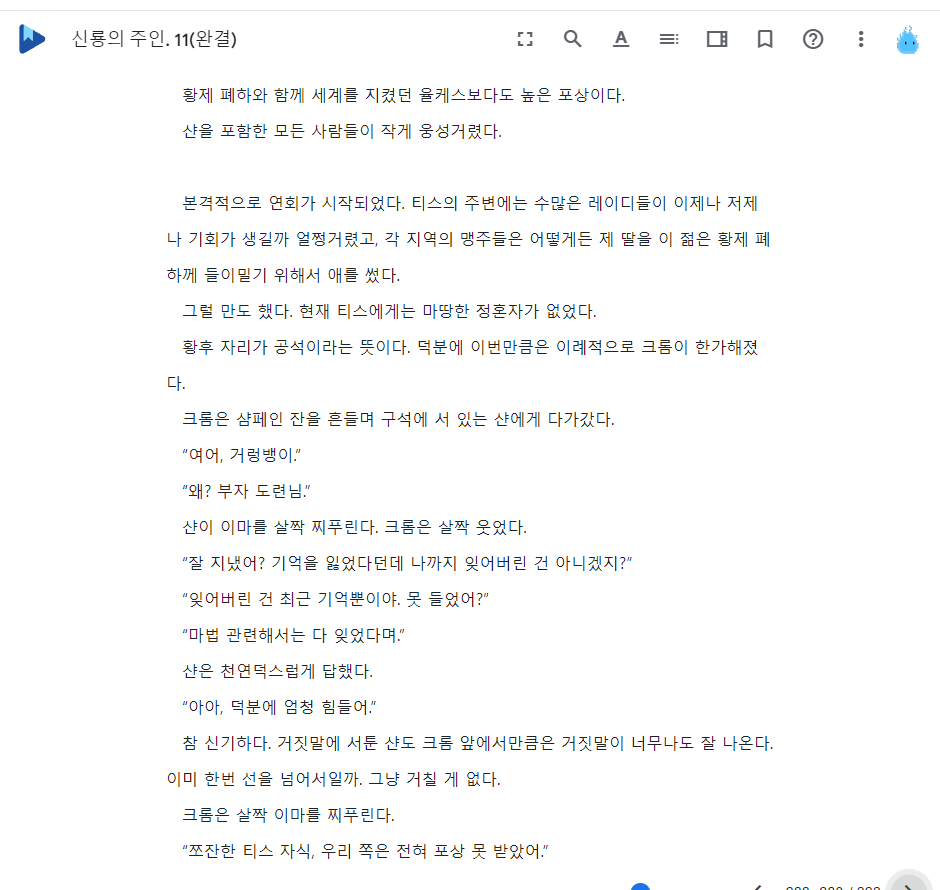 신룡의 주인. 11(완결)
황제 폐하와 함께 세계를 지켰던 율케스보다도 높은 포상이다.
샨을 포함한 모든 사람들이 작게 웅성거렸다.
본격적으로 연회가 시작되었다. 티스의 주변에는 수많은 레이디들이 이제나 저제
나 기회가 생길까 얼쩡거렸고, 각 지역의 맹주들은 어떻게든 제 딸을 이 젊은 황제 폐
하께 들이밀기 위해서 애를 썼다.
그럴 만도 했다. 현재 티스에게는 마땅한 정혼자가 없었다.
황후 자리가 공석이라는 뜻이다. 덕분에 이번만큼은 이례적으로 크롬이 한가해졌
다.
크롬은 샴페인 잔을 흔들며 구석에 서 있는 샨에게 다가갔다.
“여어, 거렁뱅이.”
“왜? 부자 도련님.”
샨이 이마를 살짝 찌푸린다. 크롬은 살짝 웃었다.
“잘 지냈어? 기억을 잃었다던데 나까지 잊어버린 건 아니겠지?”
“잊어버린 건 최근 기억뿐이야. 못 들었어?”
“마법 관련해서는 다 잊었다며.”
샨은 천연덕스럽게 답했다.
“아아, 덕분에 엄청 힘들어.”
참 신기하다. 거짓말에 서툰 샨도 크롬 앞에서만큼은 거짓말이 너무나도 잘 나온다.
이미 한번 선을 넘어서일까. 그냥 거칠 게 없다.
크롬은 살짝 이마를 찌푸린다.
“쪼잔한 티스 자식, 우리 쪽은 전혀 포상 못 받았어.”